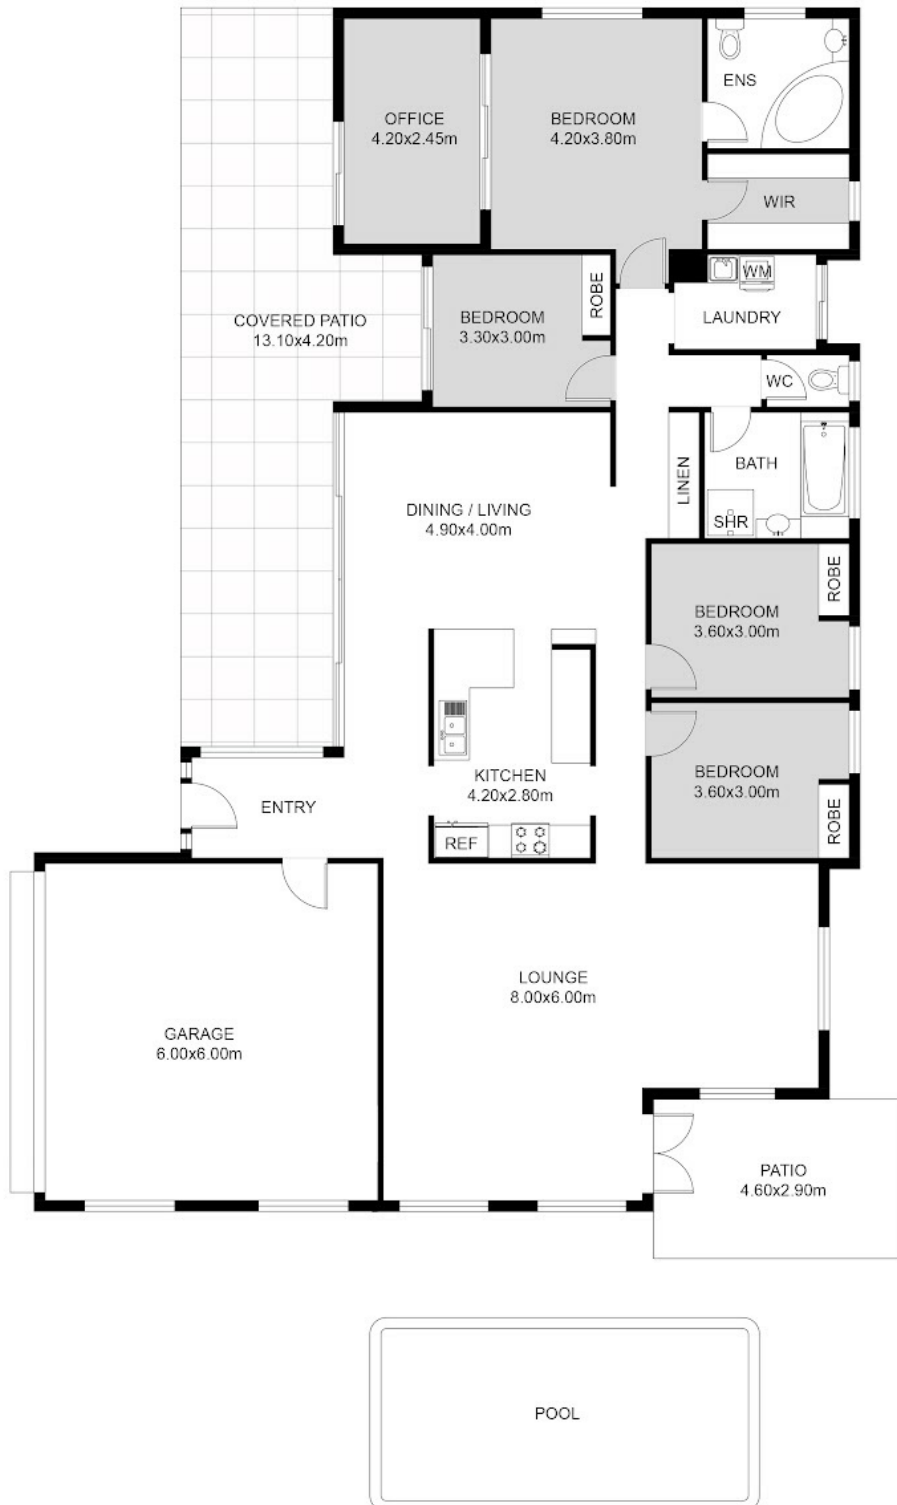 OFFICE
4.20x2.45m
BEDROOM
4.20x3.80m
ENS
WIR
COVERED PATIO
13.10x4.20m
BEDROOM
3.30x3.00m
ROBE
WM
LAUNDRY
WC
DINING / LIVING
4.90x4.00m
LINEN
BATH
SHR
BEDROOM
3.60x3.00m
ROBE
KITCHEN
4.20x2.80m
BEDROOM
3.60x3.00m
ROBE
ENTRY
REF
LOUNGE
8.00x6.00m
GARAGE
6.00x6.00m
PATIO
4.60x2.90m
POOL